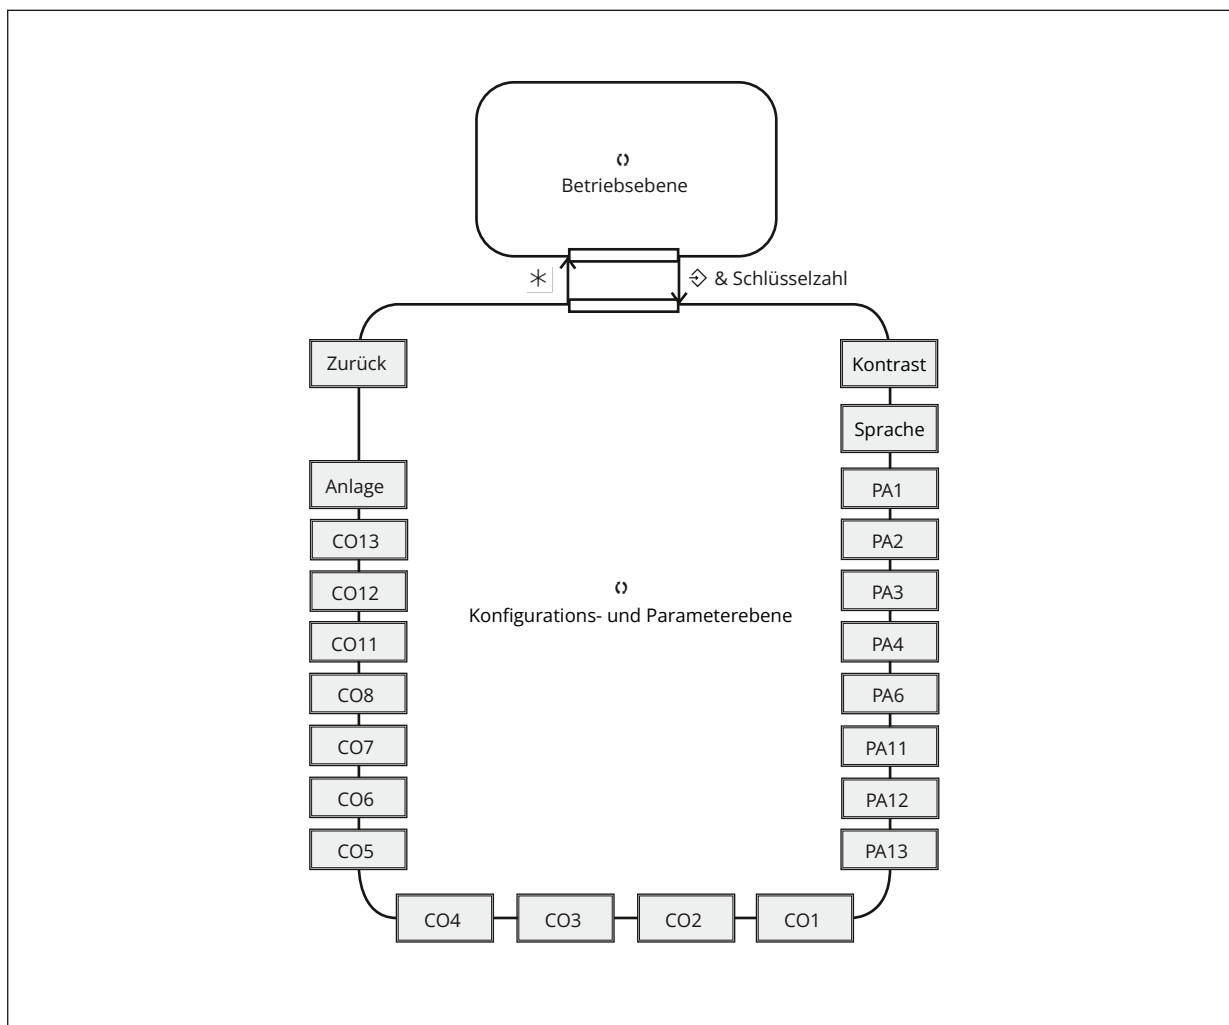 Betriebsebene
& Schlüsselzahl
Zurück
Kontrast
Sprache
Anlage
PA1
CO13
PA2
CO12
PA3
Konfigurations- und Parameterebene
CO11
PA4
CO8
PA6
CO7
PA11
CO6
PA12
CO5
PA13
CO4
CO3
CO2
CO1